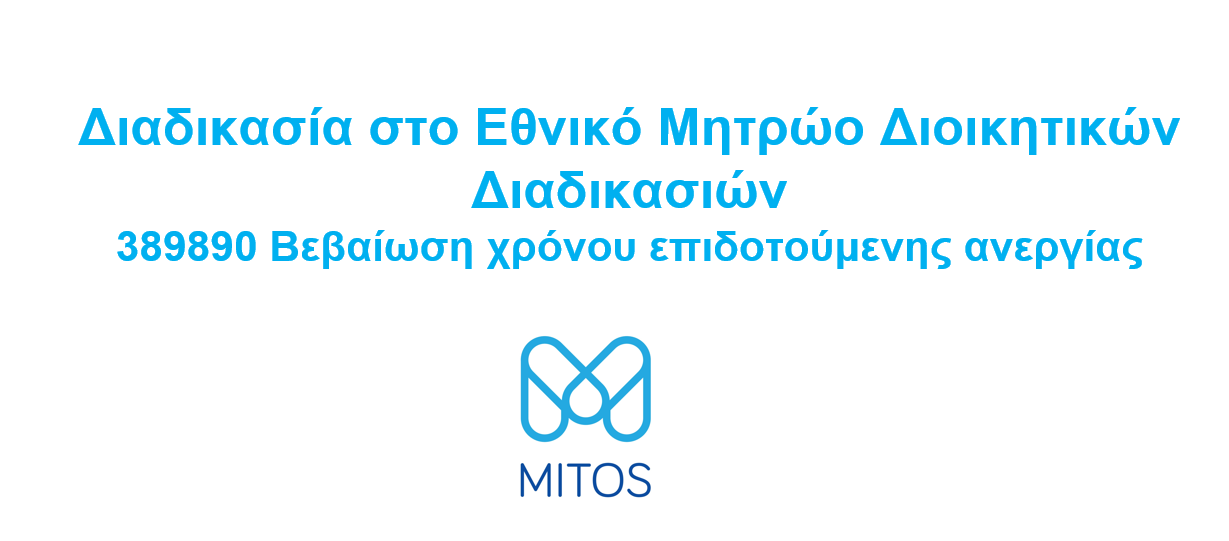 Διαδικασία στο Εθνικό Μητρώο Διοικητικών
Διαδικασιών
389890 Βεβαίωση χρόνου επιδοτούμενης ανεργίας
MITOS